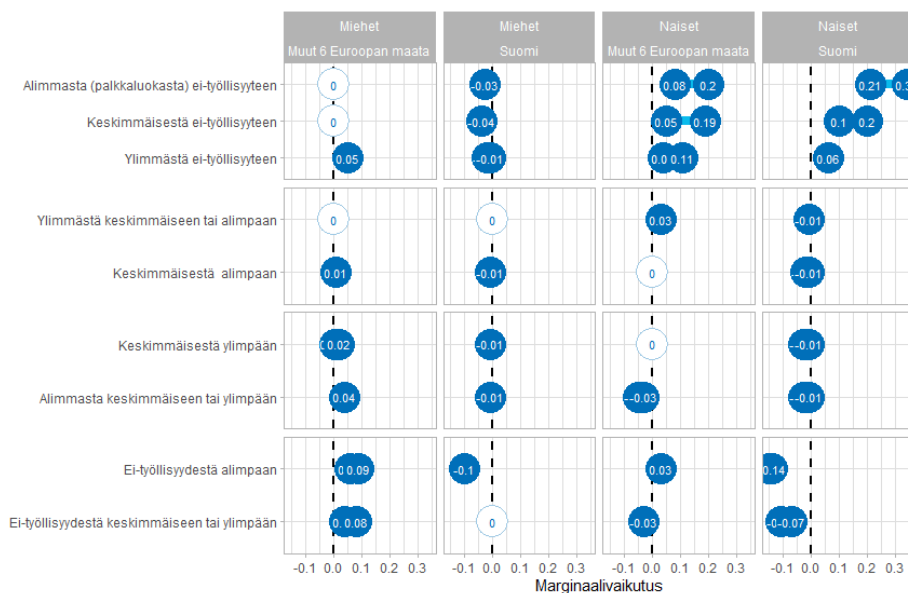 Miehet Miehet Naiset Naiset
Muut 6 Euroopan maata Suomi Muut 6 Euroopan maata Suomi
Alimmasta (palkkaluokasta) ei-työllisyyteen 0 -0.03 0.08 0.2 0.21
Keskimmäisestä ei-työllisyyteen 0 -0.04 0.05 0.19 0.1 0.2
Ylimmästä ei-työllisyyteen 0.05 -0.01 0.11 0.06
Ylimmästä keskimmäiseen tai alimpaan 0 0 0.03 -0.01
Keskimmäisestä alimpaan 0.01 -0.01 0 -0.01
Keskimmäisestä ylimpään 0.02 -0.01 0 -0.01
Alimmasta keskimmäiseen tai ylimpään 0.04 -0.01 -0.03 -0.01
Ei-työllisyydestä alimpaan 0.09 -0.1 0.03 0.14
Ei-työllisyydestä keskimmäiseen tai ylimpään 0.08 0 -0.03 -0.07
-0.1 0.0 0.1 0.2 0.3 -0.1 0.0 0.1 0.2 0.3 -0.1 0.0 0.1 0.2 0.3 -0.1 0.0 0.1 0.2 0.3
Marginaalivaikutus